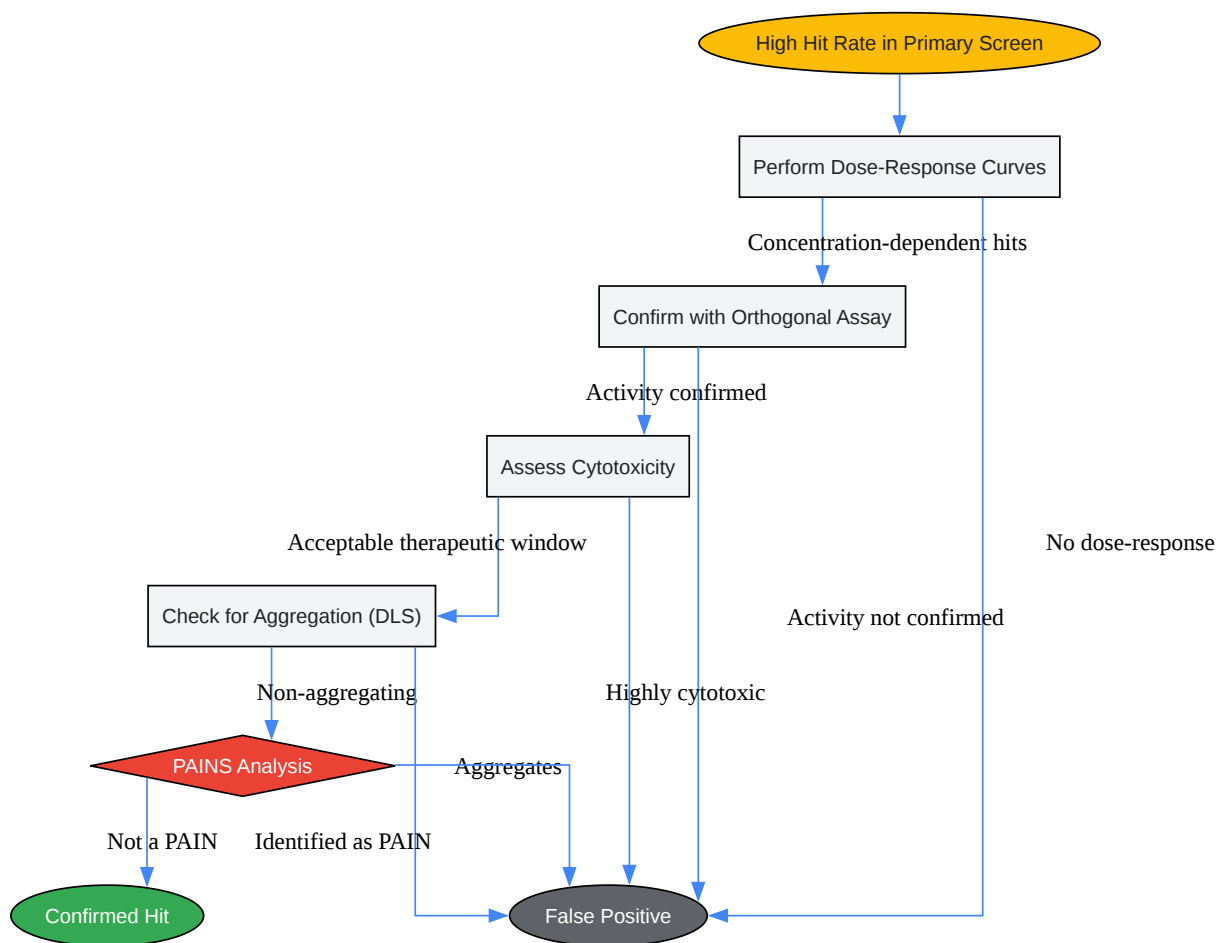 High Hit Rate in Primary Screen
Perform Dose-Response Curves
Concentration-dependent hits
Confirm with Orthogonal Assay
Activity confirmed
Assess Cytotoxicity
Acceptable therapeutic window
No dose-response
Check for Aggregation (DLS)
Activity not confirmed
Non-aggregating
Highly cytotoxic
PAINS Analysis
Aggregates
Not a PAIN
Identified as PAIN
Confirmed Hit
False Positive